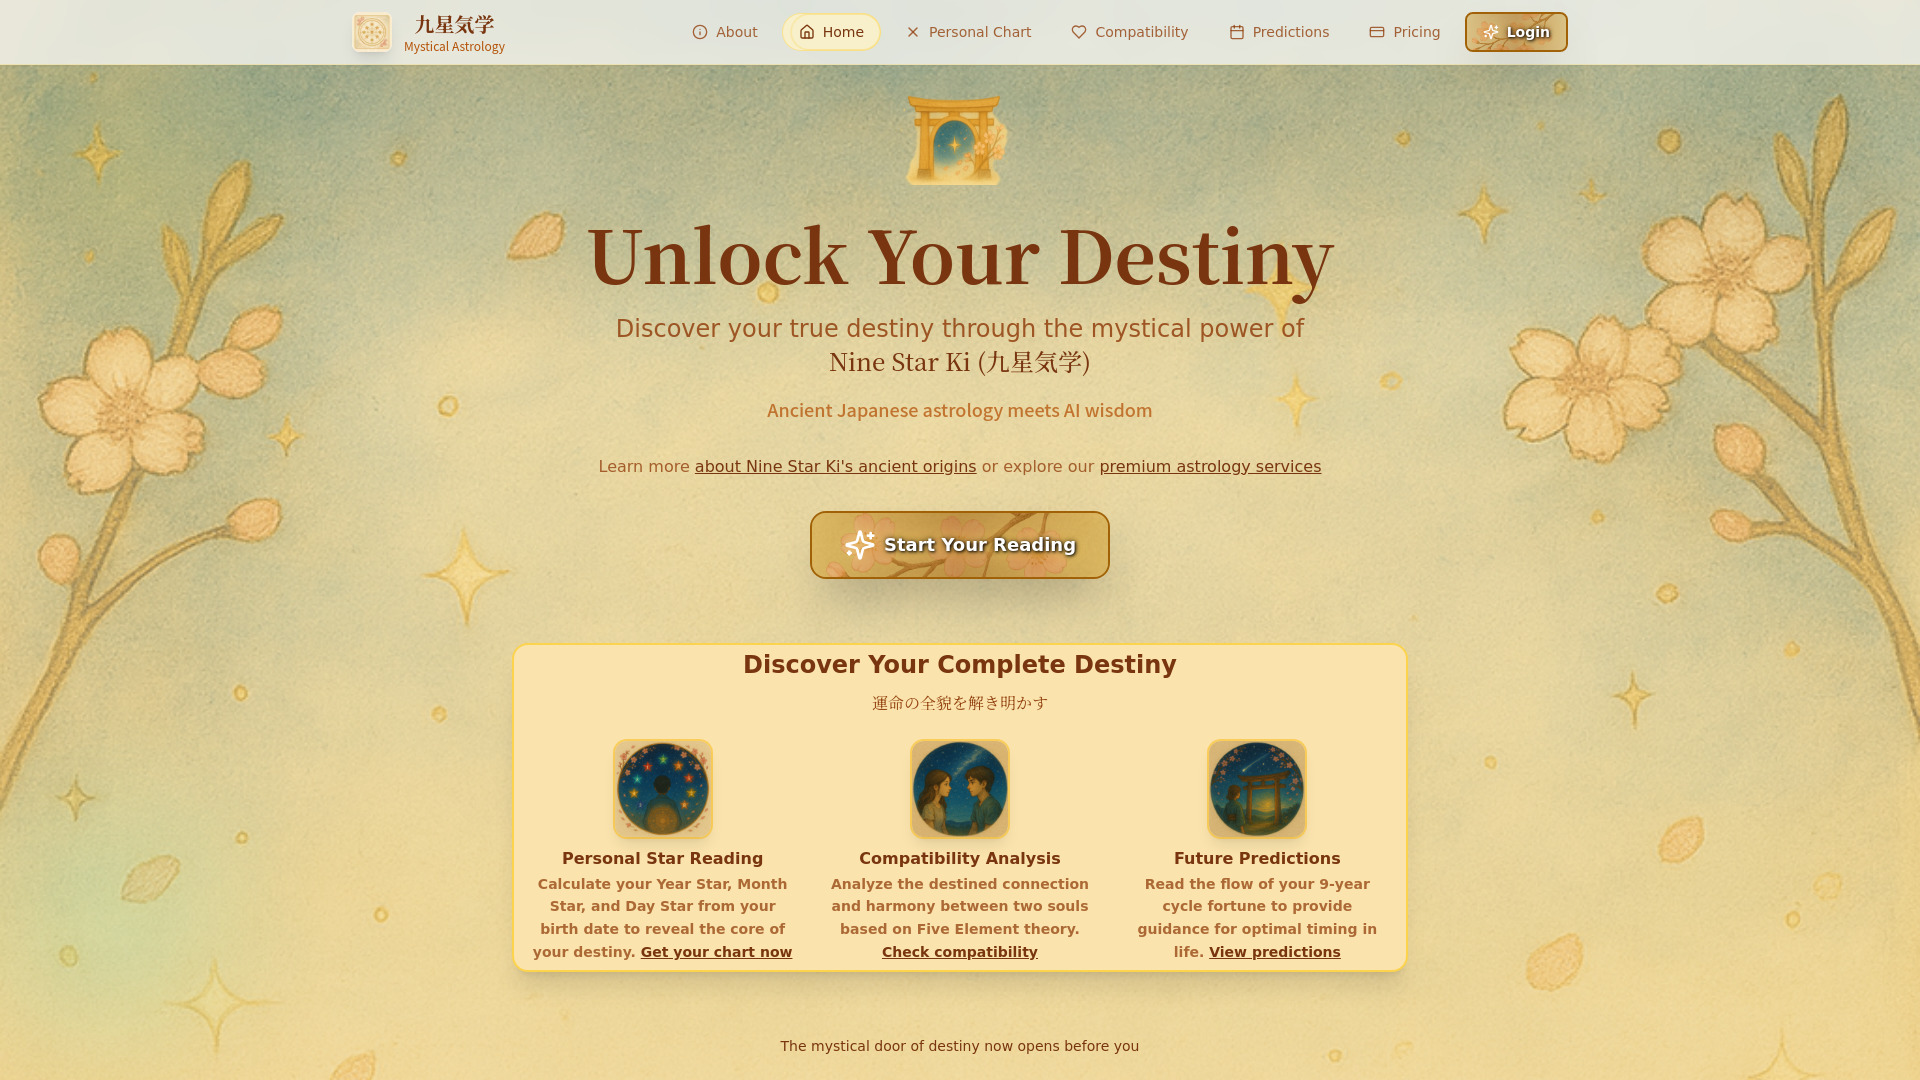 九星気学
Mystical Astrology
About
Home
Personal Chart
Compatibility
Predictions
Pricing
Login
Unlock Your Destiny
Discover your true destiny through the mystical power of
Nine Star Ki (九星気学)
Ancient Japanese astrology meets AI wisdom
Learn more about Nine Star Ki's ancient origins or explore our premium astrology services
Start Your Reading
Discover Your Complete Destiny
運命の全貌を解き明かす
Personal Star Reading
Calculate your Year Star, Month
Star, and Day Star from your
birth date to reveal the core of
your destiny. Get your chart now
Compatibility Analysis
Analyze the destined connection
and harmony between two souls
based on Five Element theory.
Check compatibility
Future Predictions
Read the flow of your 9-year
cycle fortune to provide
guidance for optimal timing in
life. View predictions
The mystical door of destiny now opens before you